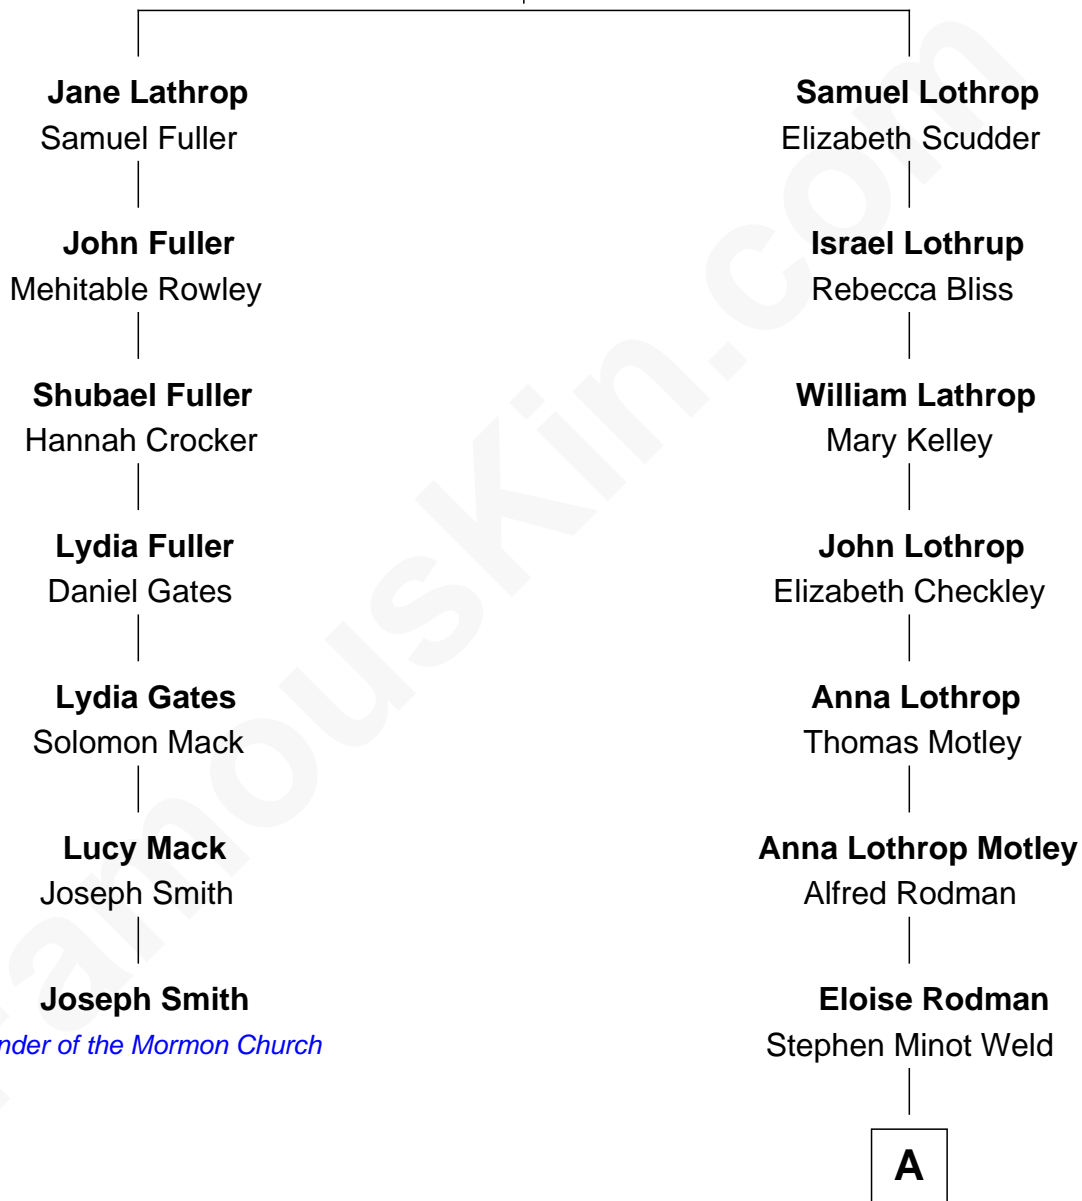 Jane Lathrop
Samuel Fuller
John Fuller
Mehitable Rowley
Shubael Fuller
Hannah Crocker
Lydia Fuller
Daniel Gates
Lydia Gates
Solomon Mack
Lucy Mack
Joseph Smith
Joseph Smith
nder of the Mormon Church
Samuel Lothrop
Elizabeth Scudder
Israel Lothrup
Rebecca Bliss
William Lathrop
Mary Kelley
John Lothrop
Elizabeth Checkley
Anna Lothrop
Thomas Motley
Anna Lothrop Motley
Alfred Rodman
Eloise Rodman
Stephen Minot Weld
A
FamousKin.com